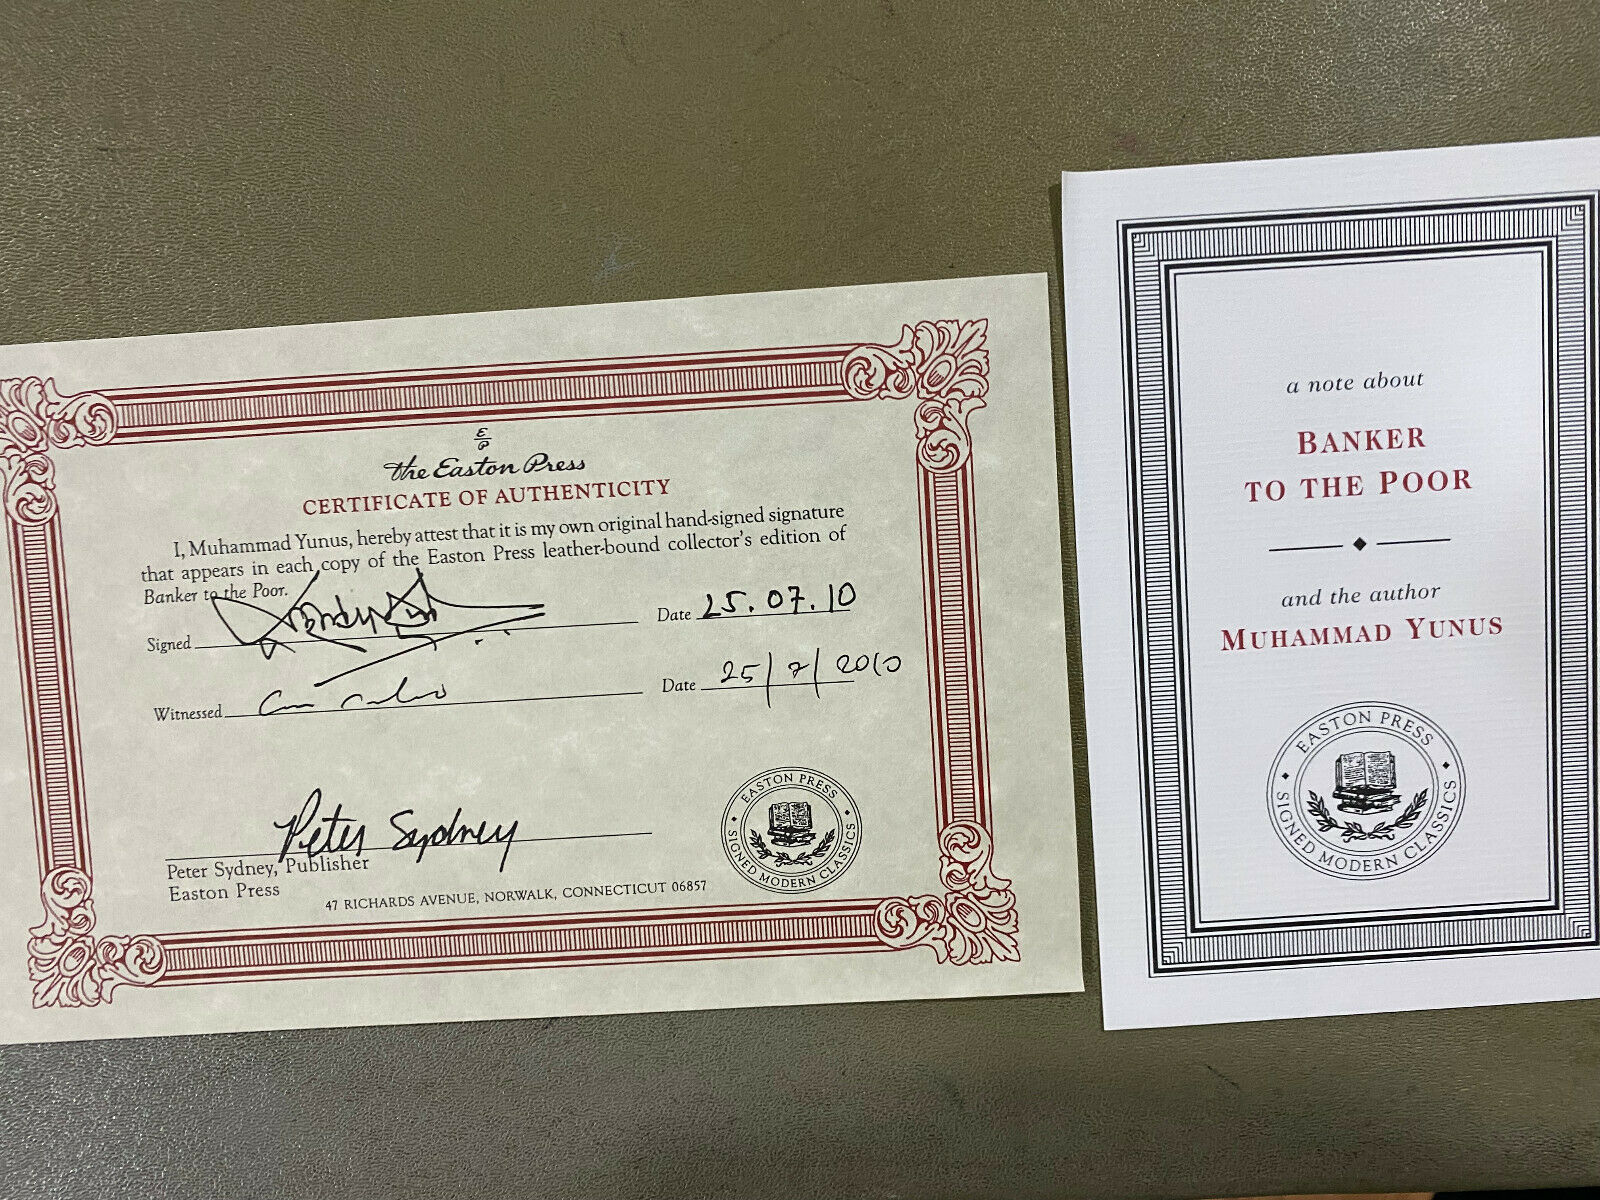 E
P
the Easton Press
CERTIFICATE OF AUTHENTICITY
I, Muhammad Yunus, hereby attest that it is my own original hand-signed signature
that appears in each copy of the Easton Press leather-bound collector's edition of
Banker to the Poor.
Signed
Date 25.07.10
Witnessed
Date 25/7/2010
Peter Sydney
Peter Sydney, Publisher
Easton Press
47 RICHARDS AVENUE, NORWALK, CONNECTICUT 06857
EASTON PRESS
SIGNED MODERN CLASSICS
a note about
BANKER
TO THE POOR
and the author
MUHAMMAD YUNUS
EASTON PRESS
SIGNED MODERN CLASSICS